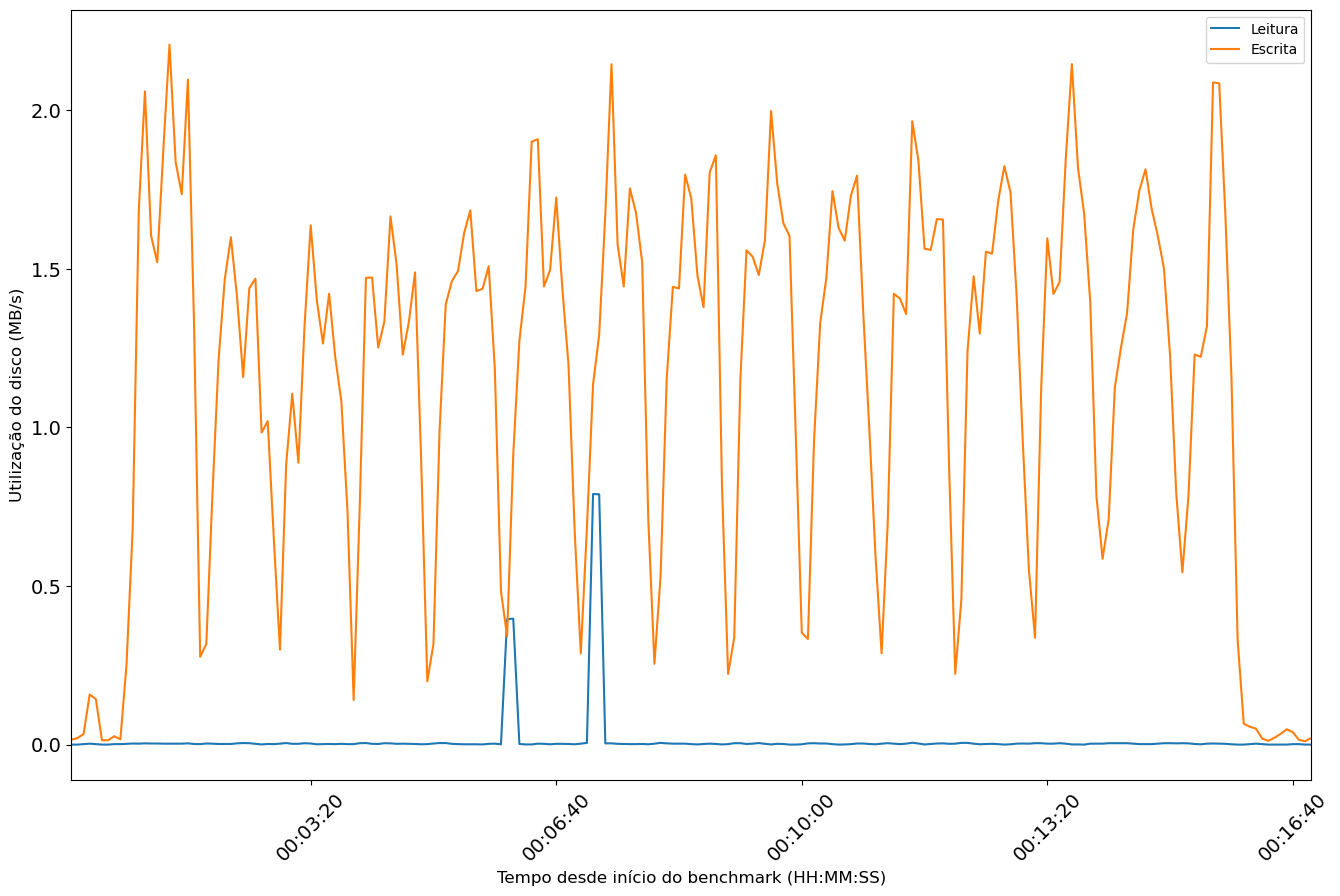 Leitura
Escrita
Utilização do disco (MB/s)
2.0
1.5
1.0
0.5
0.0
00:03:20
00:06:40
00:10:00
00:13:20
00:16:40
Tempo desde início do benchmark (HH:MM:SS)